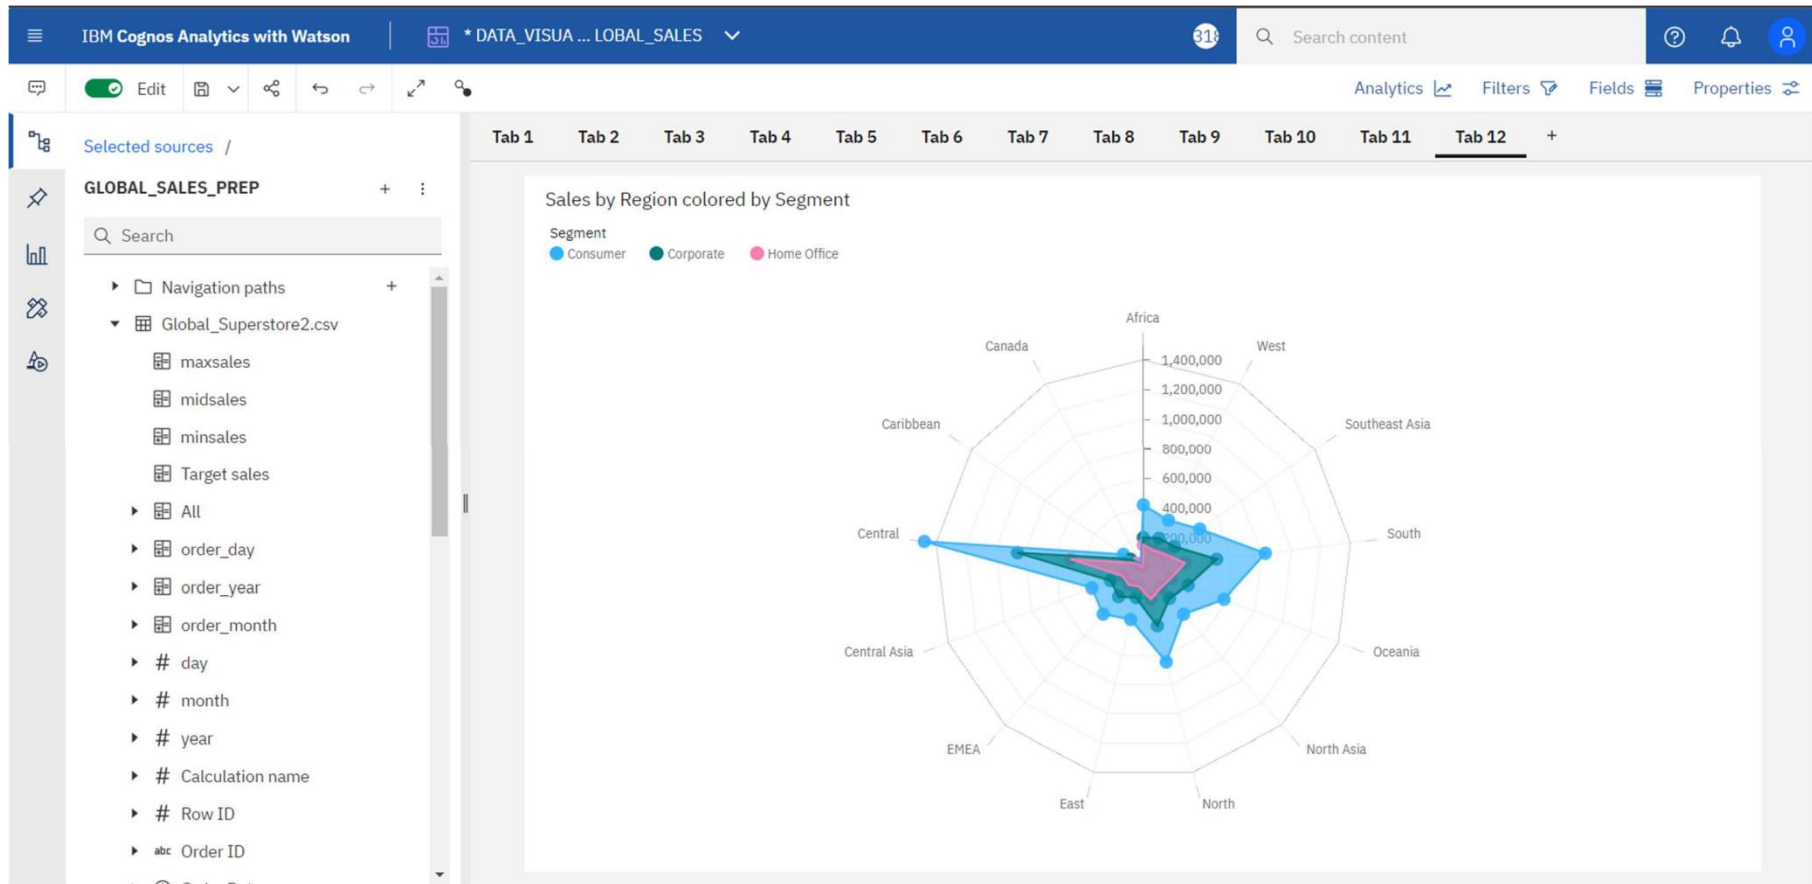 IBM Cognos Analytics with Watson
* DATA_VISUA ... LOBAL_SALES
Search content
Edit
Analytics
Filters
Fields
Properties
Selected sources /
GLOBAL_SALES_PREP
Search
Navigation paths
Global_Superstore2.csv
maxsales
midsales
minsales
Target sales
All
order_day
order_year
order_month
# day
# month
# year
# Calculation name
# Row ID
abc Order ID
Tab 1 Tab 2 Tab 3 Tab 4 Tab 5 Tab 6 Tab 7 Tab 8 Tab 9 Tab 10 Tab 11 Tab 12 +
Sales by Region colored by Segment
Segment
Consumer Corporate Home Office
Africa
Canada
West
1,400,000
1,200,000
1,000,000
800,000
600,000
400,000
200,000
Caribbean
Southeast Asia
Central
South
Central Asia
Oceania
EMEA
North Asia
East
North